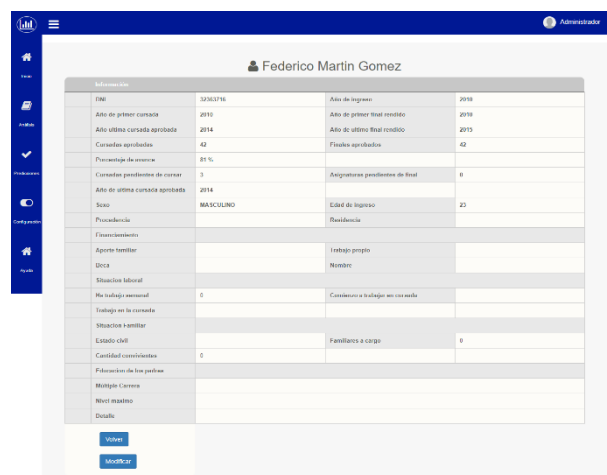 Administrador
Inicio
Análisis
Predicciones
Configuración
Ayuda
Federico Martin Gomez
Información
DNI 32363716 Año de ingreso 2010
Año de primer cursada 2010 Año de primer final rendido 2010
Año ultima cursada aprobada 2014 Año de ultimo final rendido 2015
Cursadas aprobadas 42 Finales aprobados 42
Porcentaje de avance 81 %
Cursadas pendientes de cursar 3 Asignaturas pendientes de final 0
Año de ultima cursada aprobada 2014
Sexo MASCULINO Edad de ingreso 23
Procedencia Residencia
Financiamiento
Aporte familiar Trabajo propio
Beca Nombre
Situacion laboral
Hs trabajo semanal 0 Comienzo a trabajar en cursada
Trabajo en la cursada
Situacion Familiar
Estado civil Familiares a cargo 0
Cantidad convivientes 0
Educacion de los padres
Múltiple Carrera
Nivel maximo
Detalle
Volver
Modificar